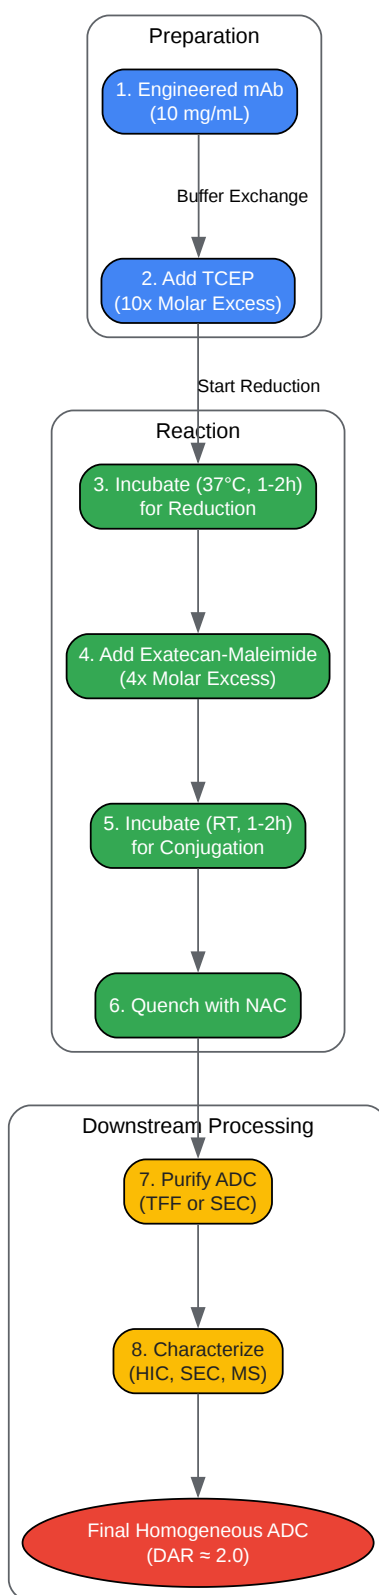 Preparation
1. Engineered mAb
(10 mg/mL)
Buffer Exchange
2. Add TCEP
(10x Molar Excess)
Start Reduction
Reaction
3. Incubate (37°C, 1-2h)
for Reduction
4. Add Exatecan-Maleimide
(4x Molar Excess)
5. Incubate (RT, 1-2h)
for Conjugation
6. Quench with NAC
Downstream Processing
7. Purify ADC
(TFF or SEC)
8. Characterize
(HIC, SEC, MS)
Final Homogeneous ADC
(DAR ≈ 2.0)